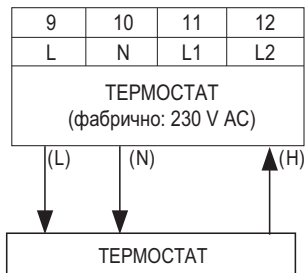 9 10 11 12
L N L1 L2
ТЕРМОСТАТ
(фабрично: 230 V AC)
(L) (N) (H)
ТЕРМОСТАТ